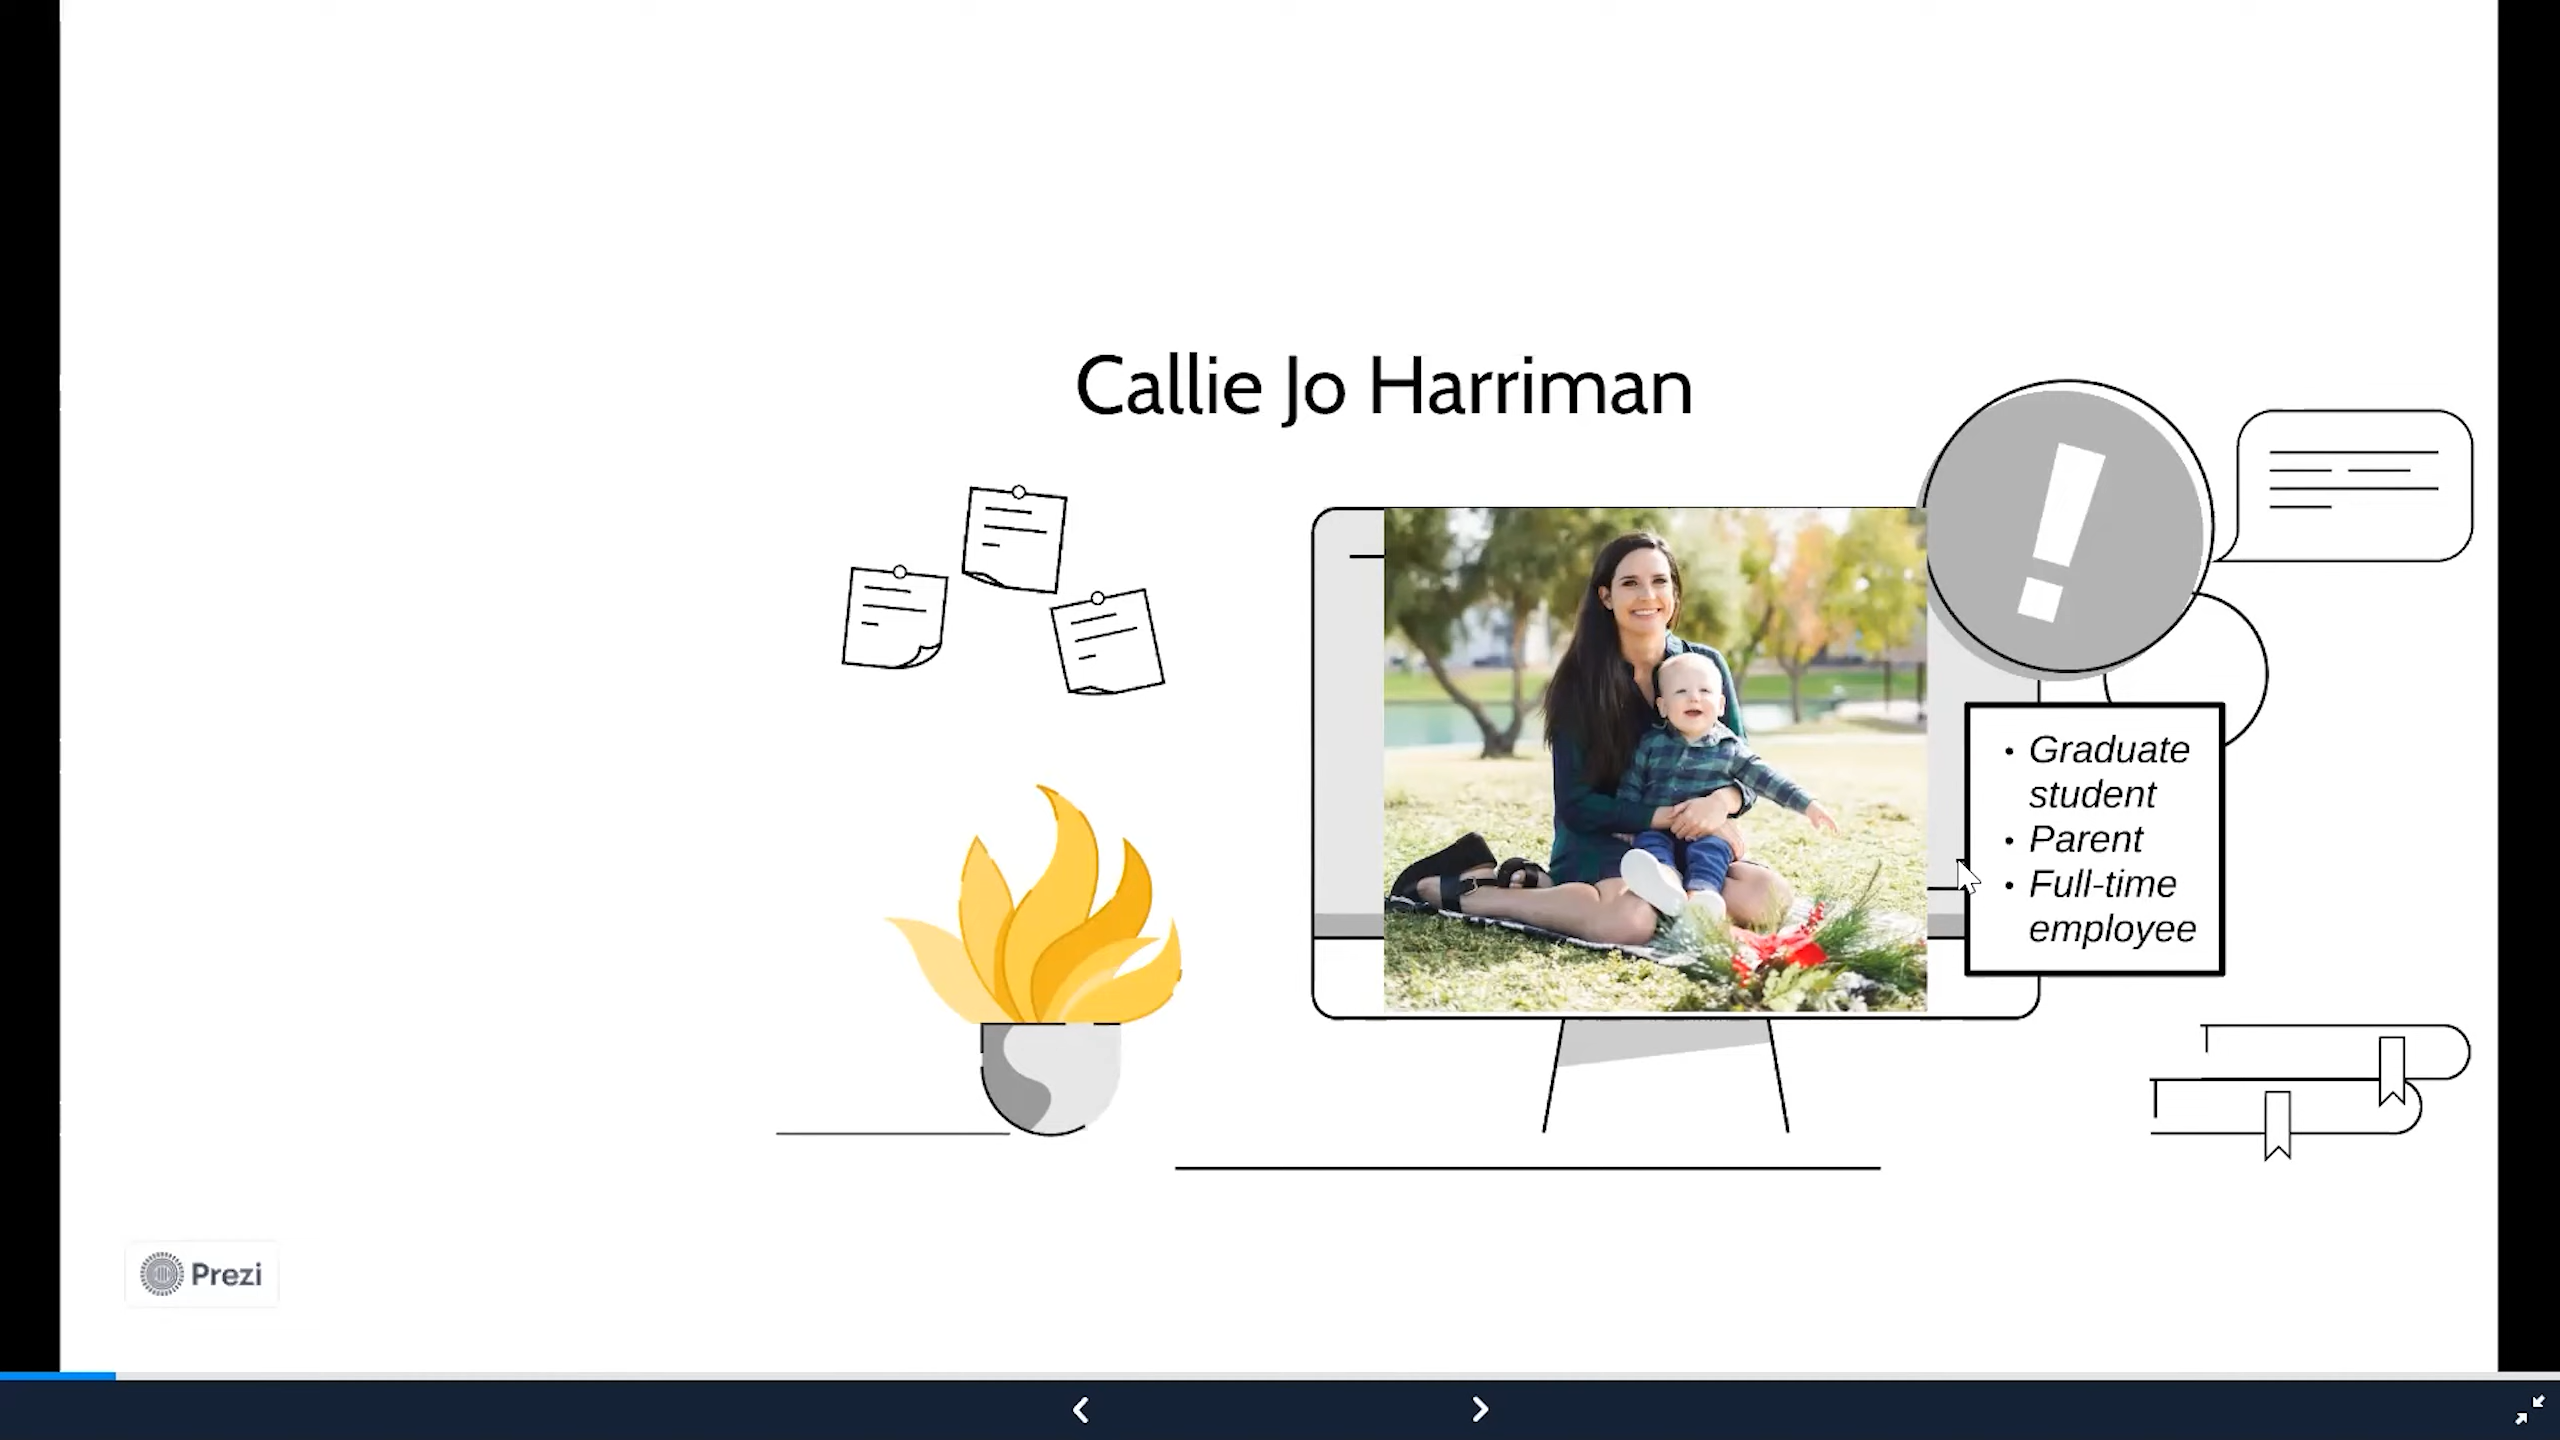 Callie Jo Harriman
!
• Graduate
student
• Parent
• Full-time
employee
Prezi